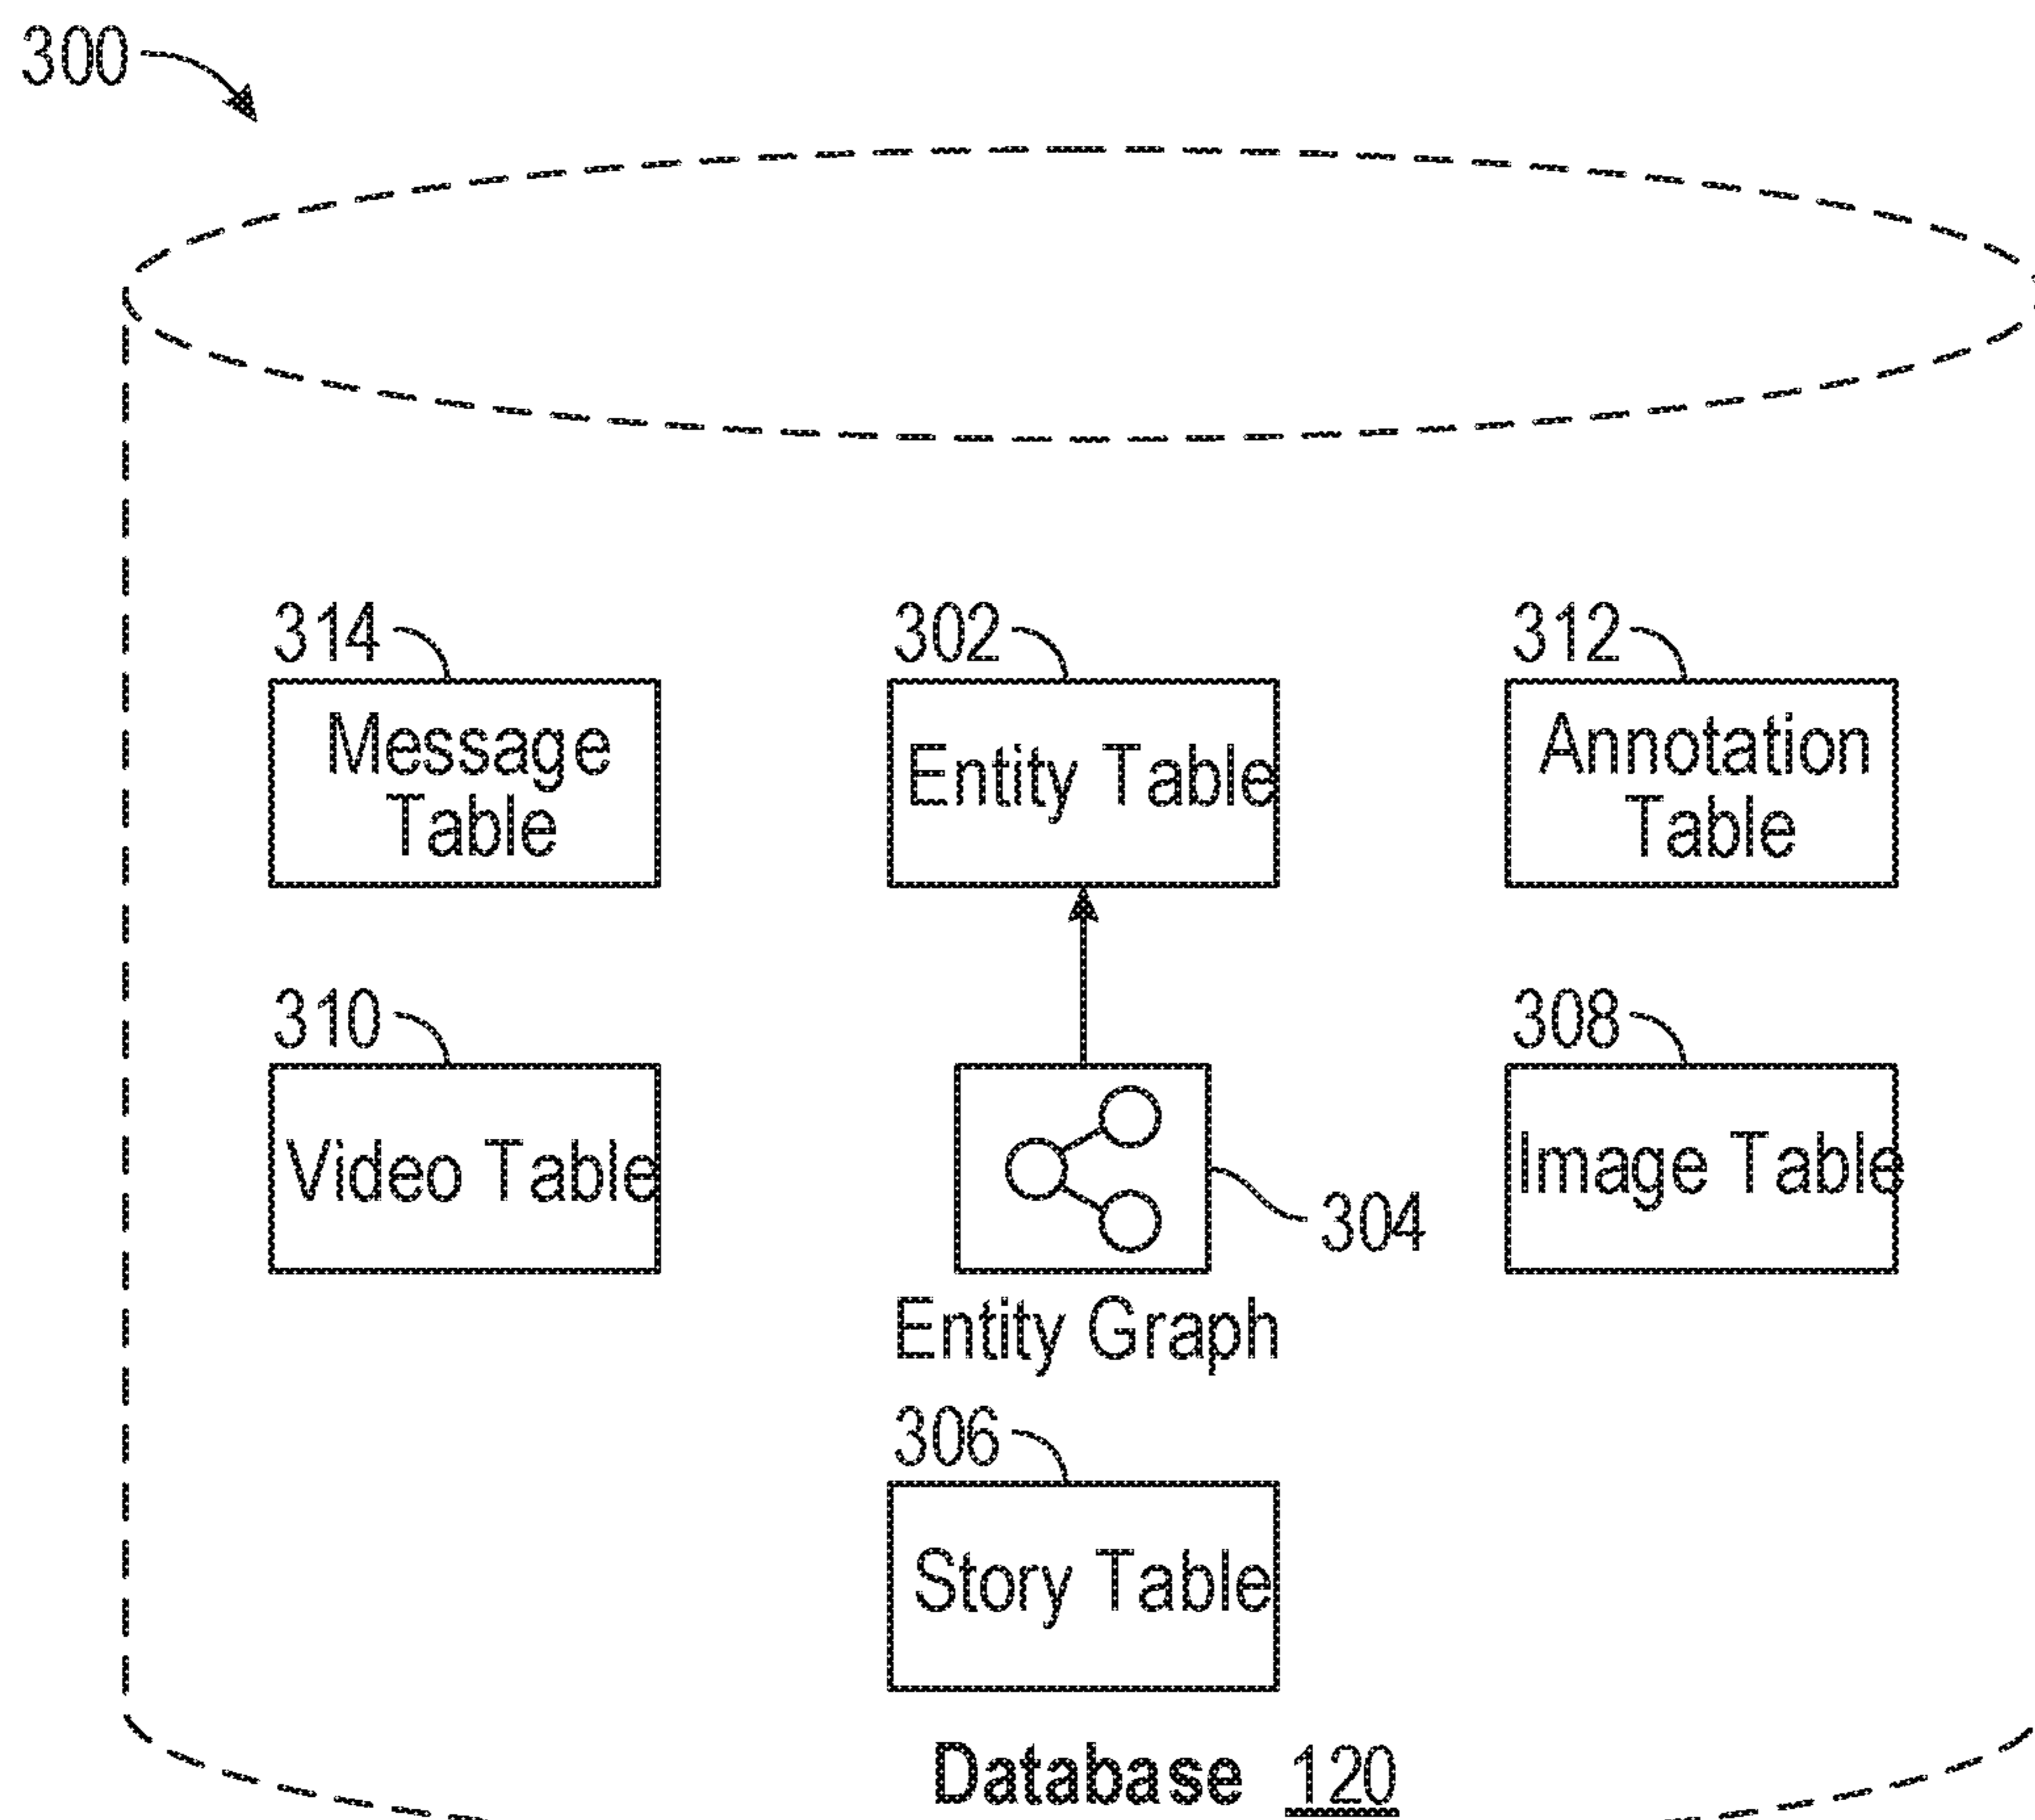 300
314
302
312
Message
Table
Entity Table
Annotation
Table
310
308
Video Table
Image Table
304
Entity Graph
306
Story Table
Database 120